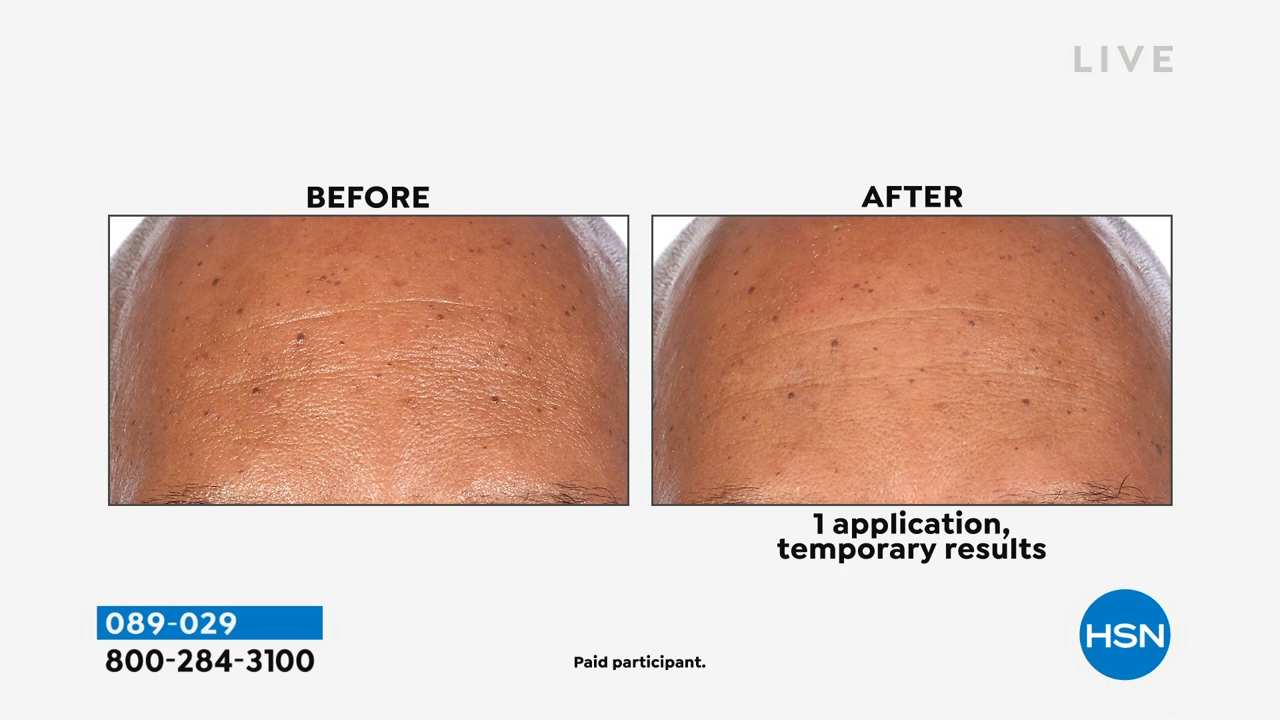 LIVE
BEFORE
AFTER
1 application,
temporary results
089-029
800-284-3100
Paid participant.
HSN